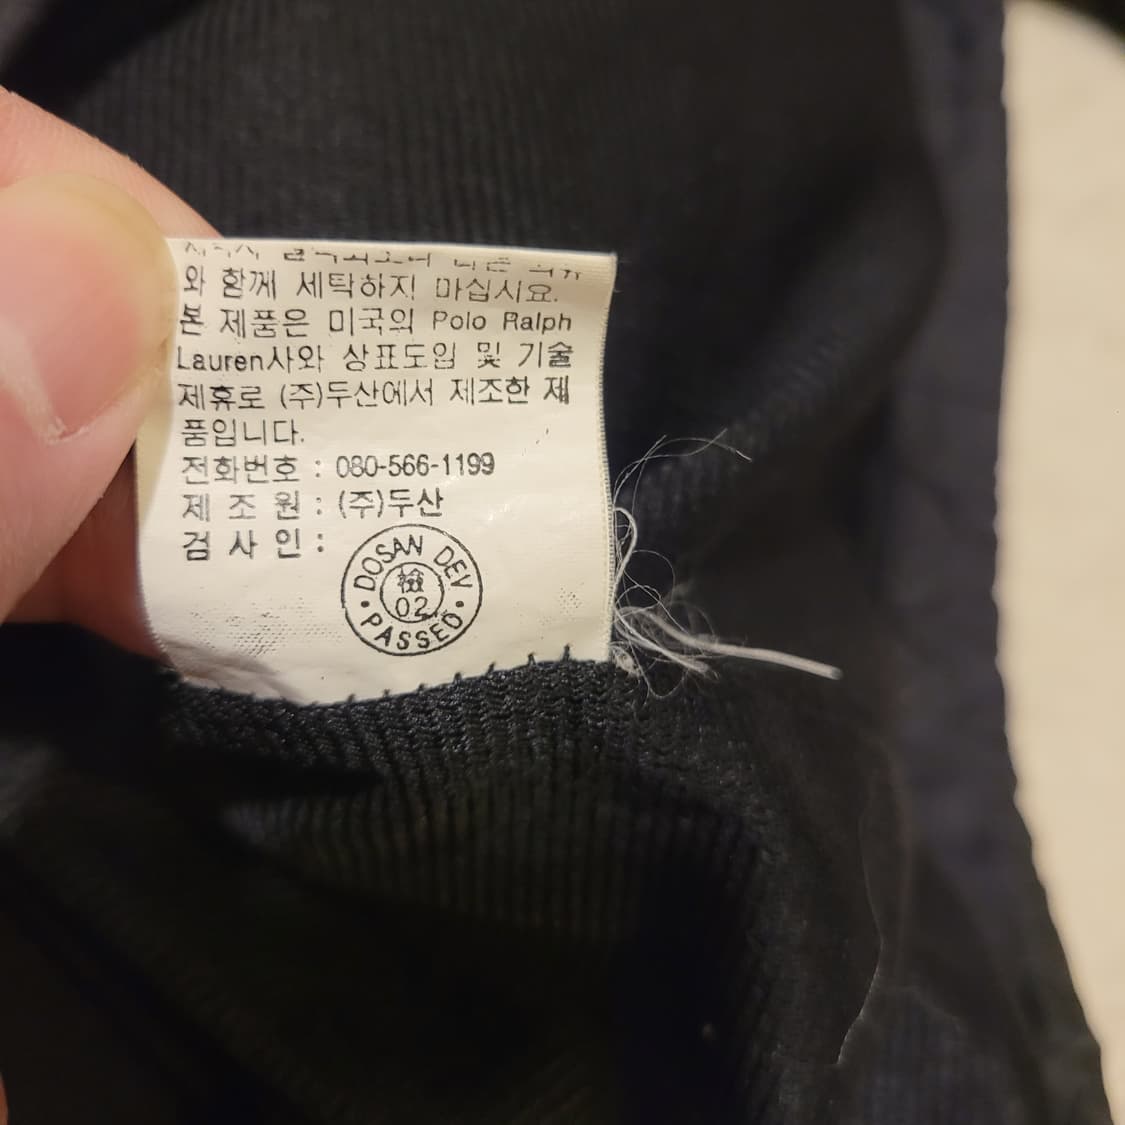 와 함께 세탁하지 마십시요.
본 제품은 미국의 Polo Ralph
Lauren사와 상표도입 및 기술
제휴로 (주)두산에서 제조한 제
품입니다.
전화번호 : 080-566-1199
제 조 원 : (주)두산
검 사 인 :
DOSAN DEV
檢
02
PASSED